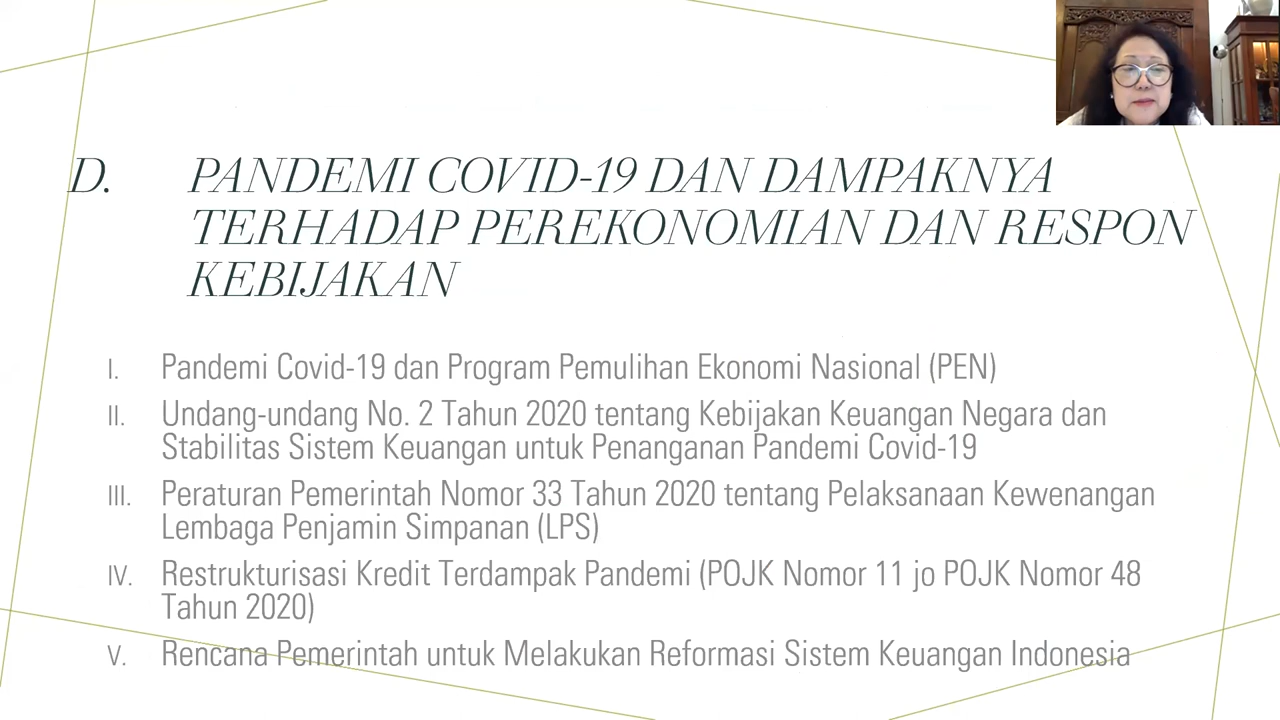 D. PANDEMI COVID-19 DAN DAMPAKNYA
TERHADAP PEREKONOMIAN DAN RESPON
KEBIJAKAN
I. Pandemi Covid-19 dan Program Pemulihan Ekonomi Nasional (PEN)
II. Undang-undang No. 2 Tahun 2020 tentang Kebijakan Keuangan Negara dan
Stabilitas Sistem Keuangan untuk Penanganan Pandemi Covid-19
III. Peraturan Pemerintah Nomor 33 Tahun 2020 tentang Pelaksanaan Kewenangan
Lembaga Penjamin Simpanan (LPS)
IV. Restrukturisasi Kredit Terdampak Pandemi (POJK Nomor 11 jo POJK Nomor 48
Tahun 2020)
V. Rencana Pemerintah untuk Melakukan Reformasi Sistem Keuangan Indonesia